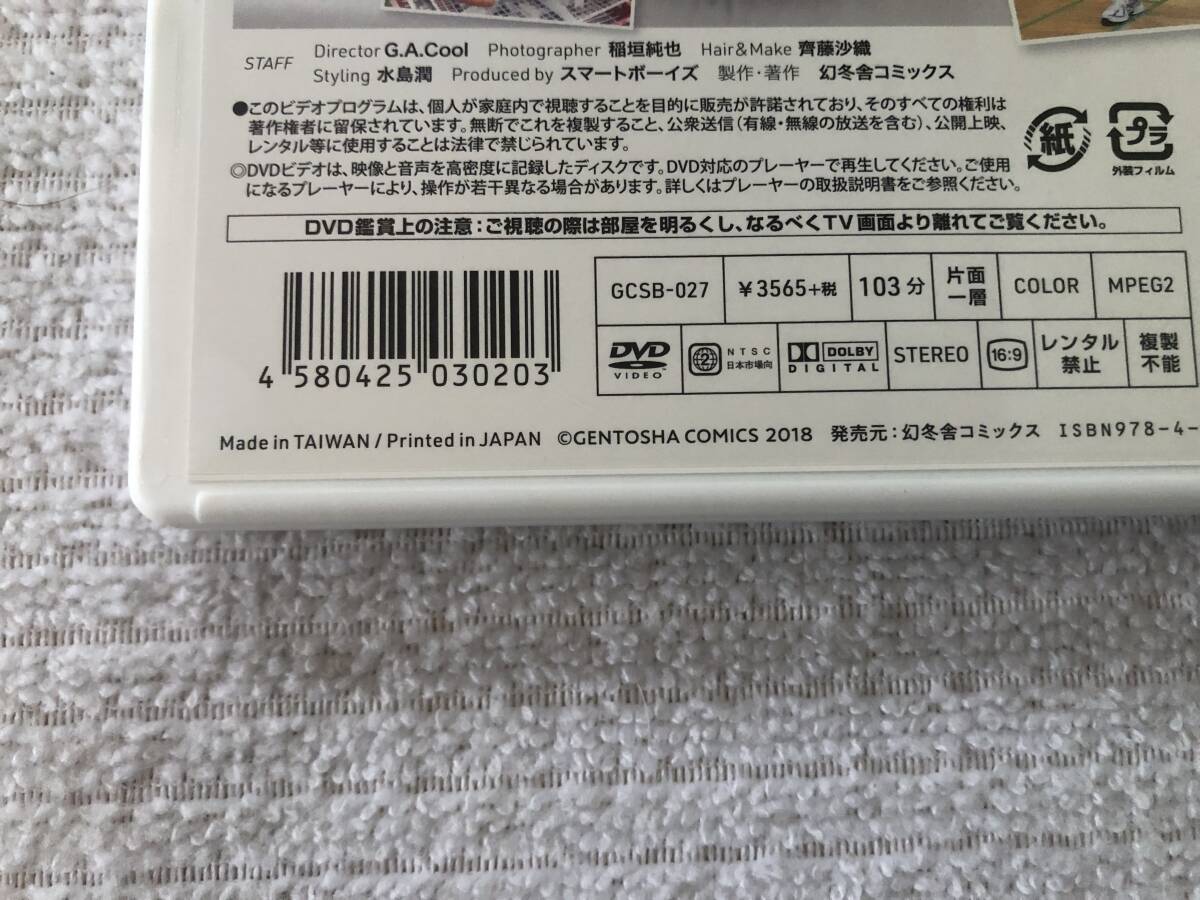 STAFF
Director G.A.Cool Photographer 稲垣純也 Hair&Make 齊藤沙織
Styling 水島潤 Produced by スマートボーイズ 製作・著作 幻冬舎コミックス
●このビデオプログラムは、個人が家庭内で視聴することを目的に販売が許諾されており、そのすべての権利は
著作権者に留保されています。無断でこれを複製すること、公衆送信(有線・無線の放送を含む)、公開上映、
レンタル等に使用することは法律で禁じられています。
◎DVDビデオは、映像と音声を高密度に記録したディスクです。DVD対応のプレーヤーで再生してください。ご使用
になるプレーヤーにより、操作が若干異なる場合があります。詳しくはプレーヤーの取扱説明書をご参照ください。
紙
プラ
外装フィルム
DVD鑑賞上の注意:ご視聴の際は部屋を明るくし、なるべくTV画面より離れてご覧ください。
4 580425 030203
GCSB-027 ¥3565+税 103分 片面一層 COLOR MPEG2
DVD VIDEO 2 NTSC 日本市場向 DOLBY DIGITAL STEREO 16:9 レンタル禁止 複製不能
Made in TAIWAN / Printed in JAPAN ©GENTOSHA COMICS 2018 発売元:幻冬舎コミックス ISBN978-4-